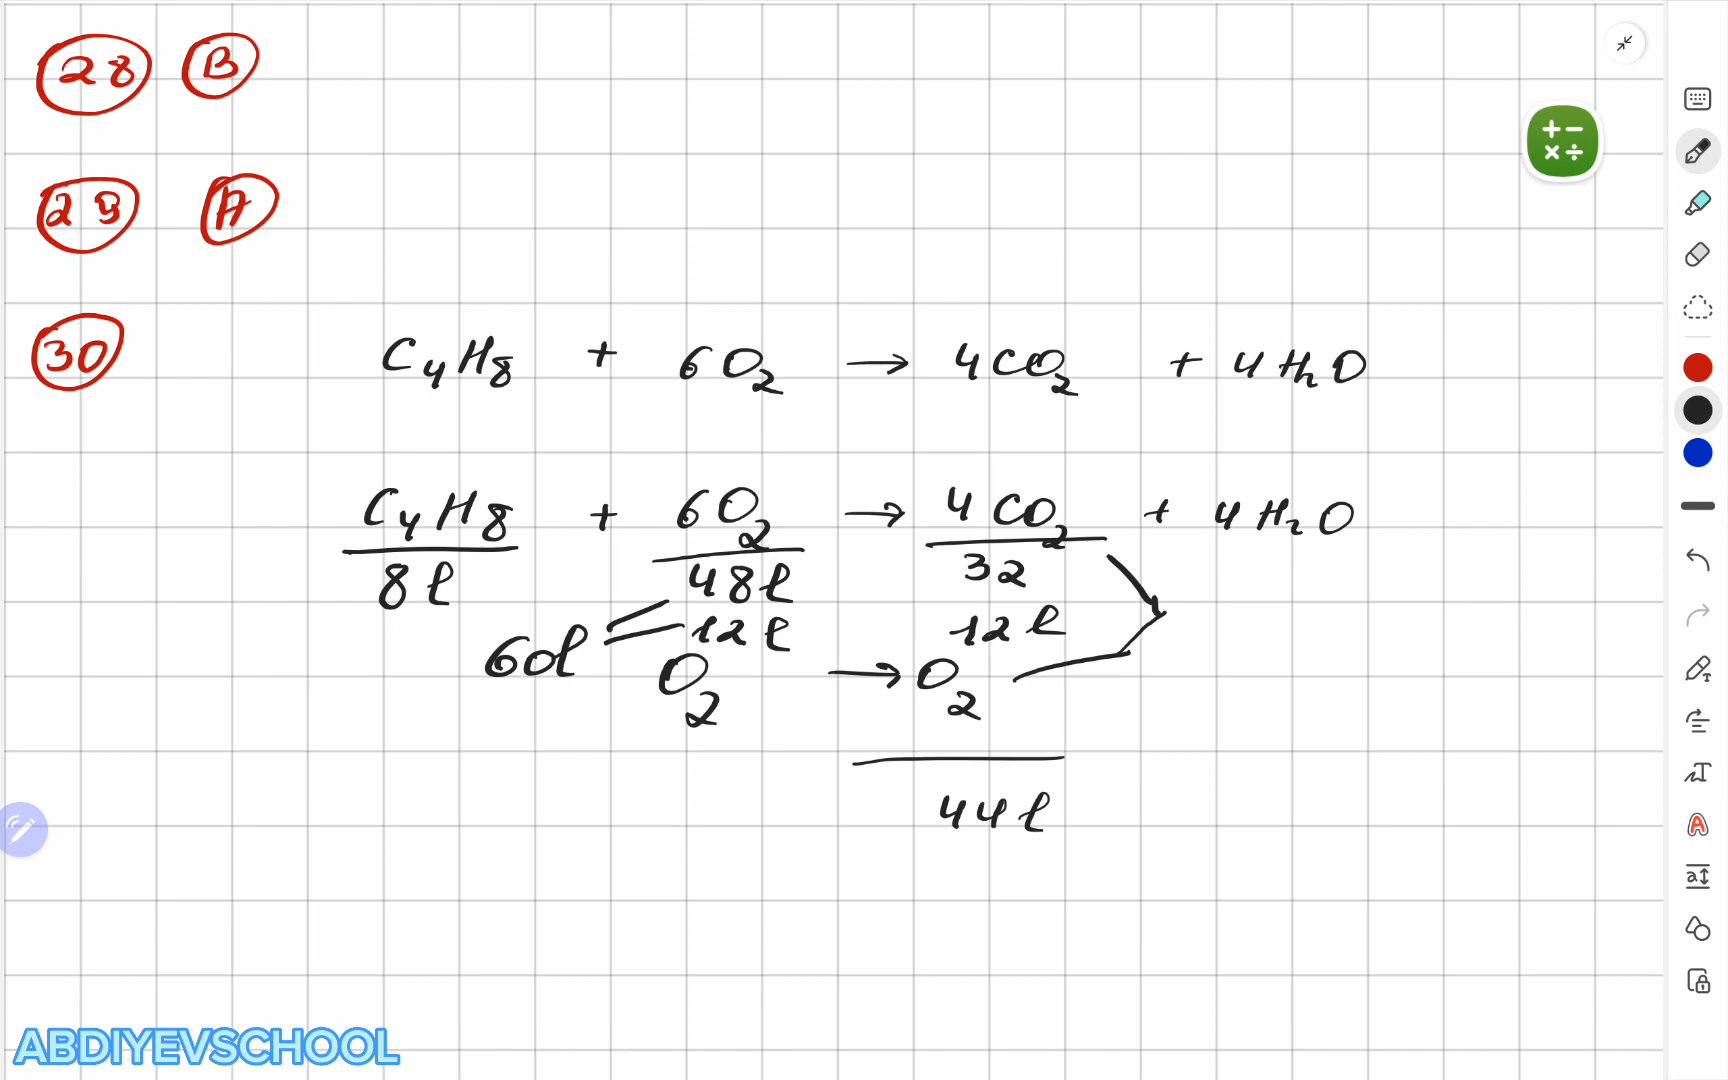 28 B
29 A
30 C₄H₈ + 6O₂ → 4CO₂ + 4H₂O
C₄H₈ + 6O₂ → 4CO₂ + 4H₂O
8l 48l 32
60l 12l 12l
O₂ → O₂
44l
ABDIYEVSCHOOL